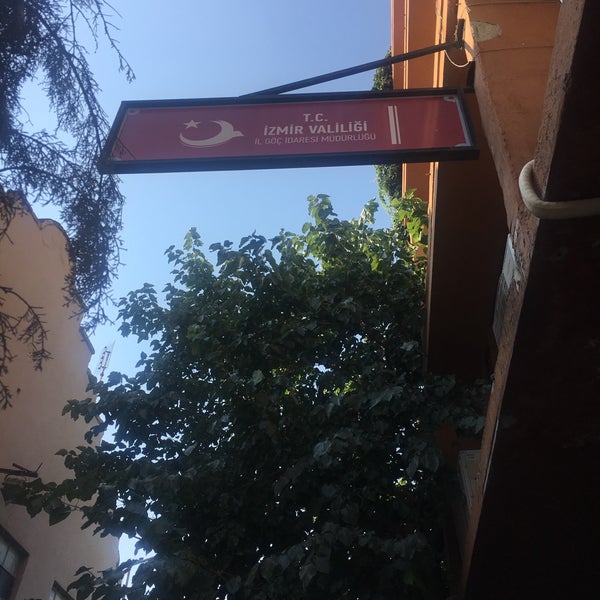 T.C.
İZMİR VALİLİĞİ
İL GÖÇ İDARESİ MÜDÜRLÜĞÜ